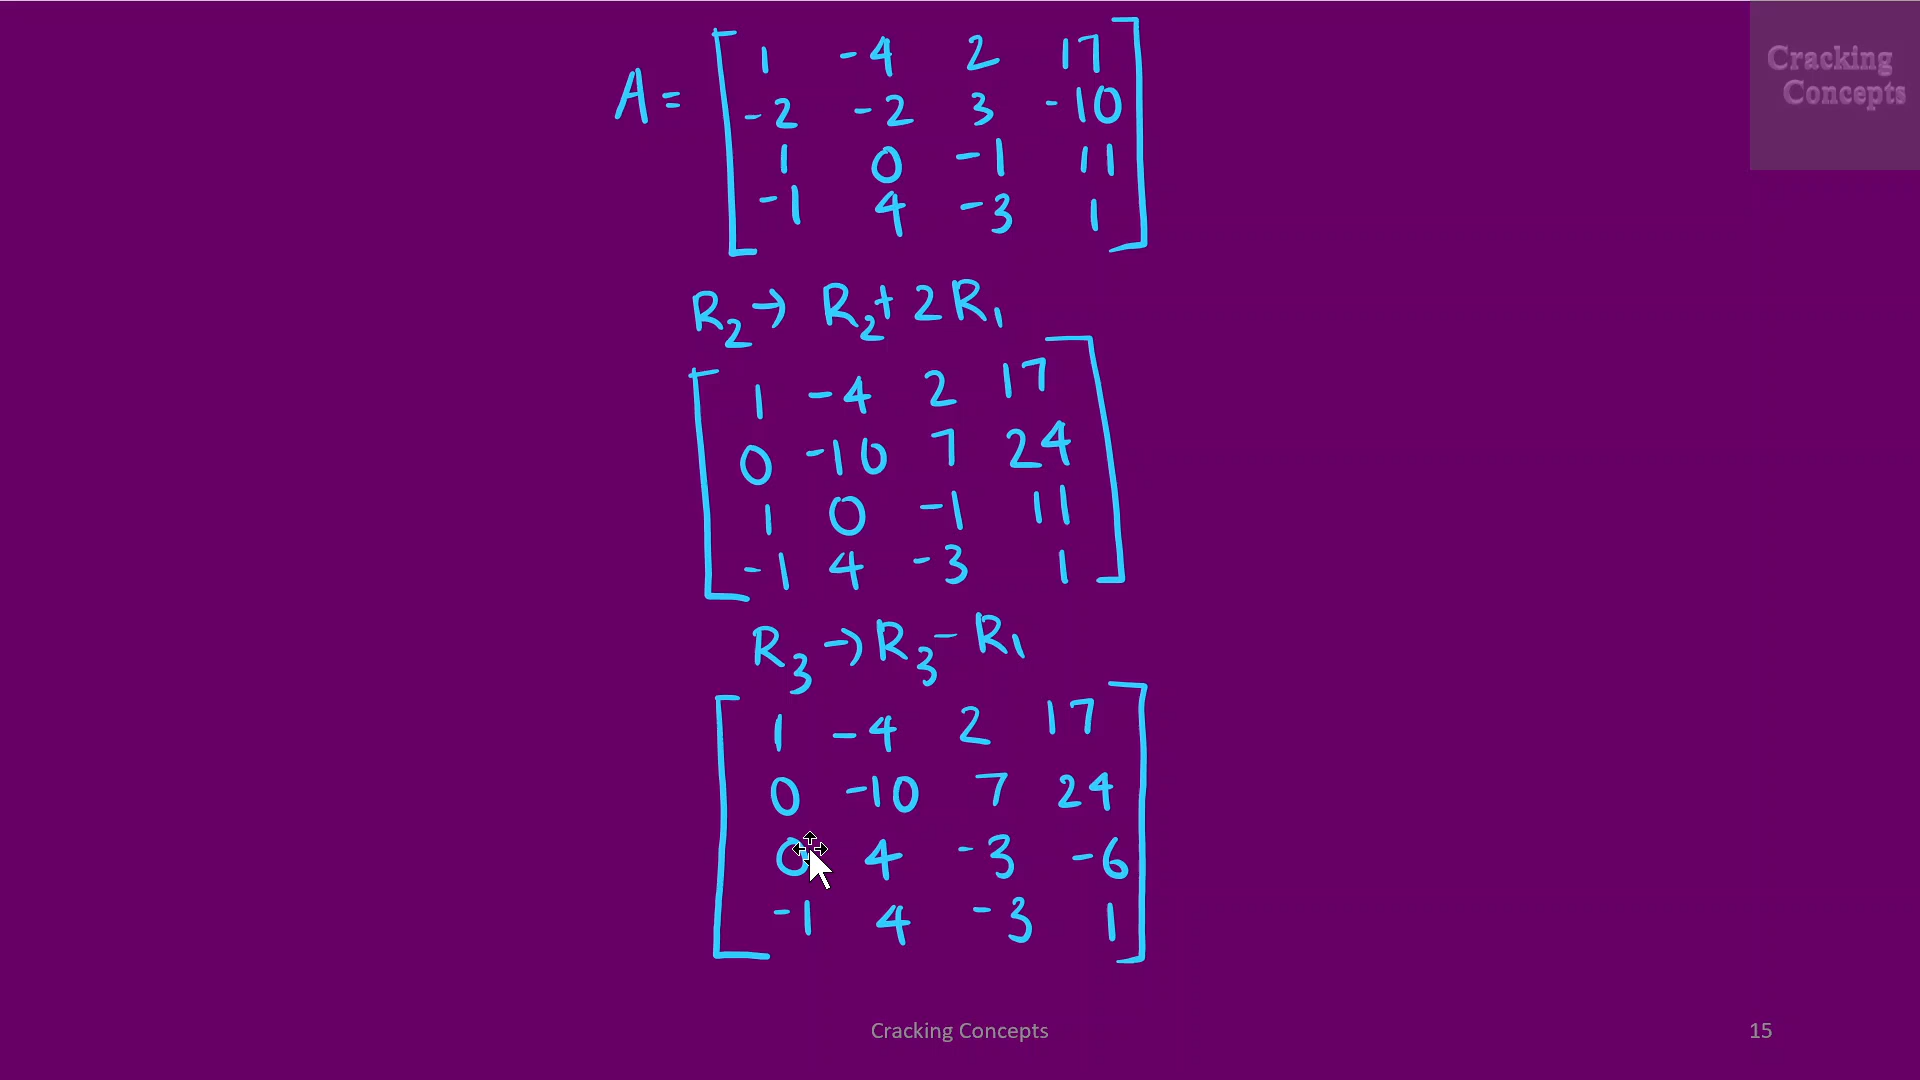 Cracking
Concepts
A = [ 1 -4 2 17
-2 -2 3 -10
1 0 -1 11
-1 4 -3 1 ]
R₂ → R₂ + 2R₁
[ 1 -4 2 17
0 -10 7 24
1 0 -1 11
-1 4 -3 1 ]
R₃ → R₃ - R₁
[ 1 -4 2 17
0 -10 7 24
0 4 -3 -6
-1 4 -3 1 ]
Cracking Concepts
15